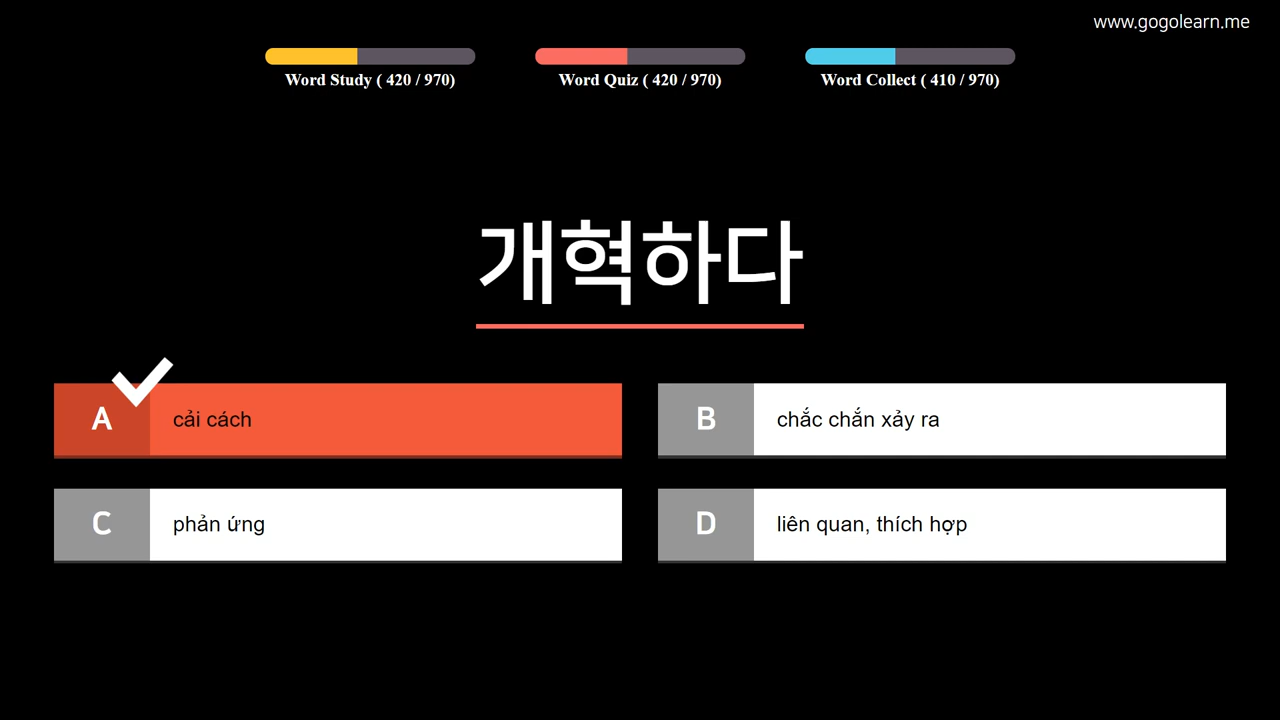 www.gogolearn.me
Word Study ( 420 / 970)
Word Quiz ( 420 / 970)
Word Collect ( 410 / 970)
개혁하다
A cải cách
B chắc chắn xảy ra
C phản ứng
D liên quan, thích hợp